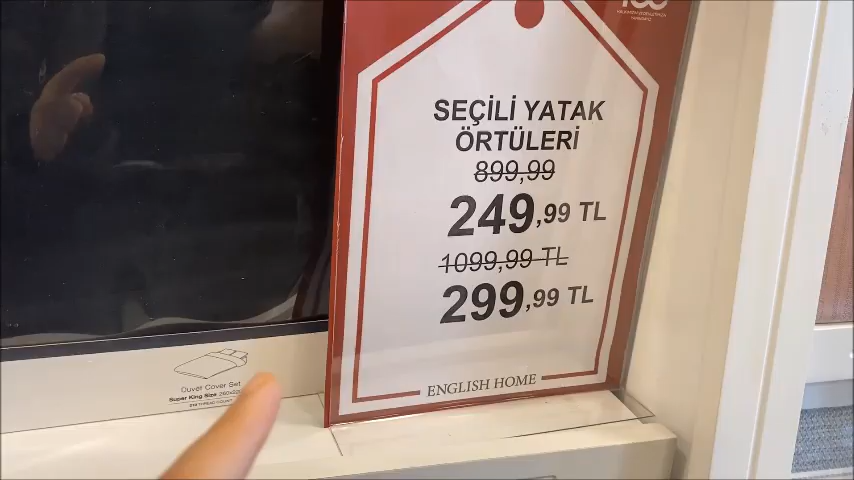 SEÇİLİ YATAK
ÖRTÜLERİ
899,99
249,99 TL
1099,99 TL
299,99 TL
ENGLISH HOME
Duvet Cover Set
Super King Size